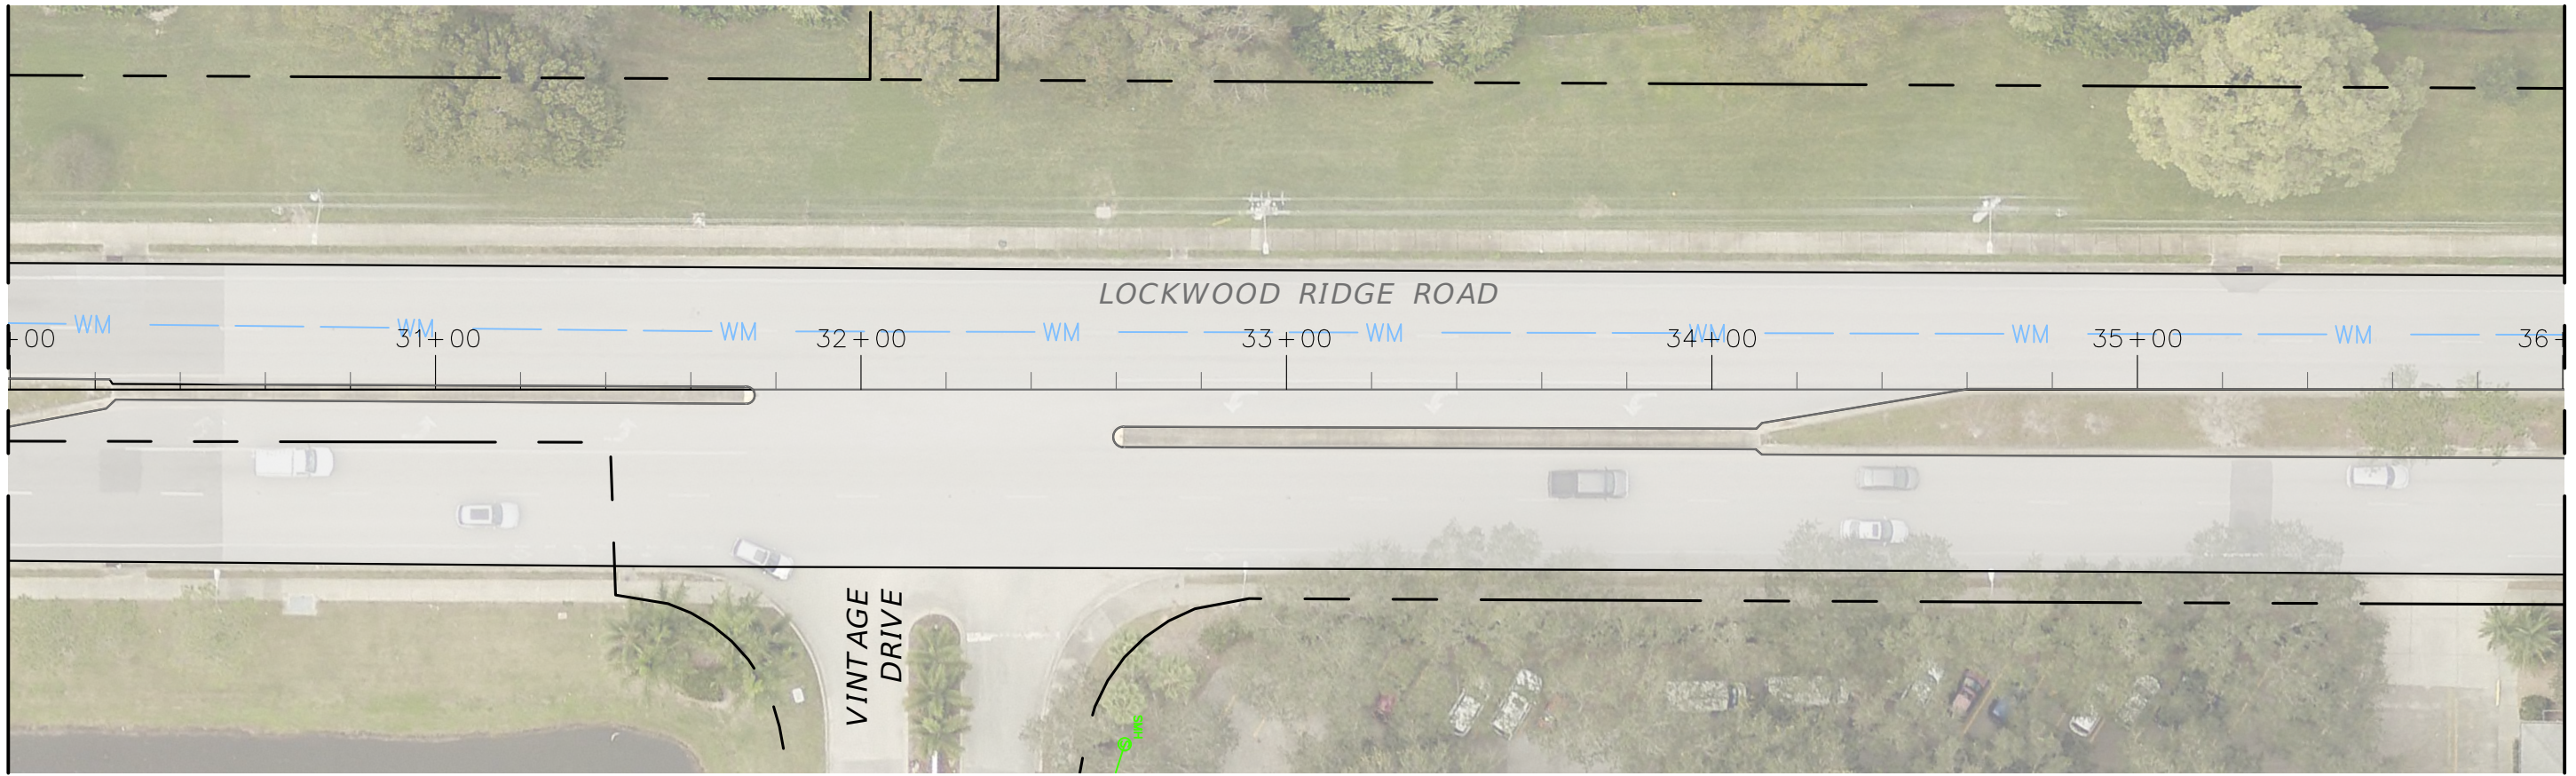 LOCKWOOD RIDGE ROAD
WM WM WM WM WM WM WM WM
+00 31+00 32+00 33+00 34+00 35+00 36+
VINTAGE
DRIVE